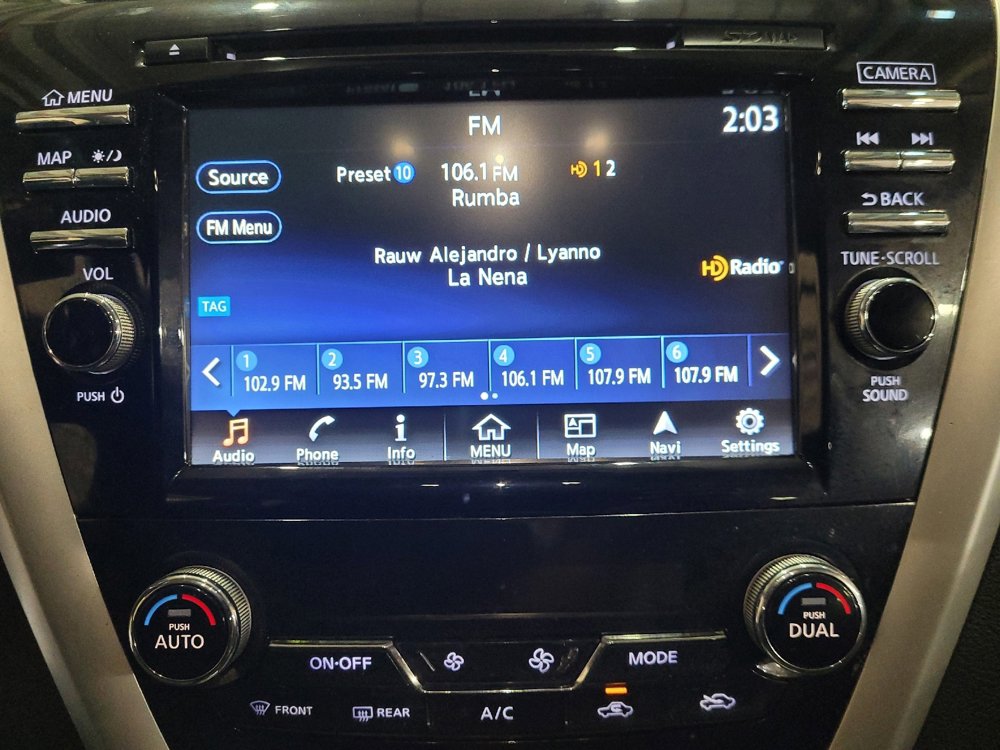 CAMERA
MENU
MAP
AUDIO
VOL
PUSH
FM
2:03
Source
Preset 10 106.1 FM HD 1 2
Rumba
FM Menu
Rauw Alejandro / Lyanno
La Nena
HD Radio
TAG
1 102.9 FM
2 93.5 FM
3 97.3 FM
4 106.1 FM
5 107.9 FM
6 107.9 FM
Audio
Phone
Info
MENU
Map
Navi
Settings
BACK
TUNE·SCROLL
PUSH
SOUND
PUSH
AUTO
ON·OFF
MODE
PUSH
DUAL
FRONT
REAR
A/C